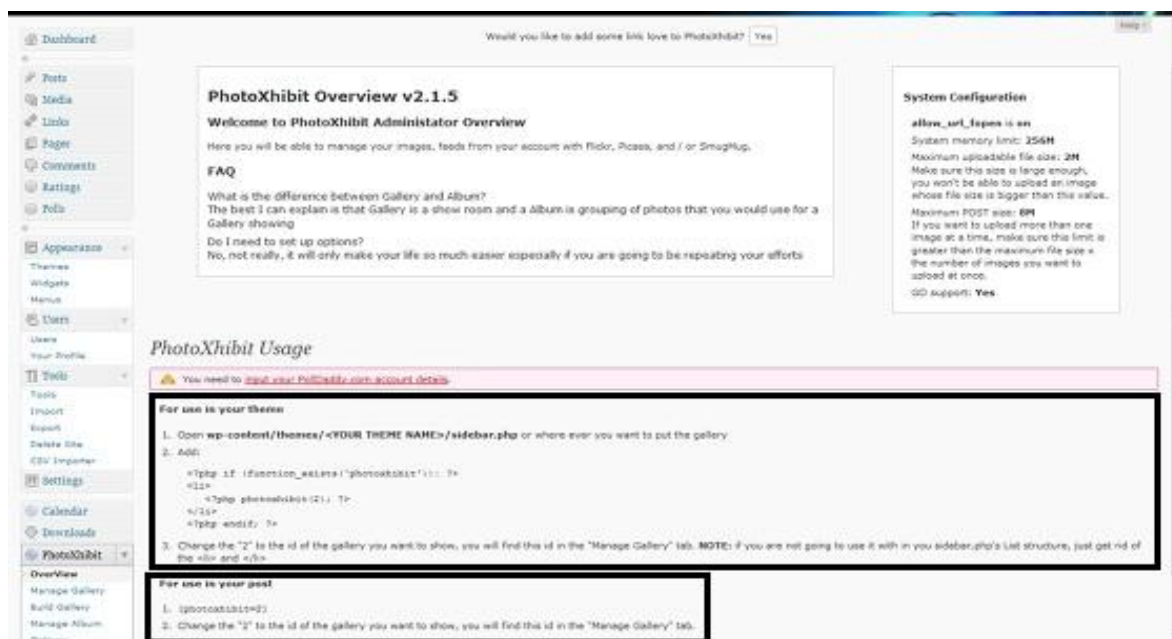 Help
Dashboard
Would you like to add some link love to PhotoXhibit? Yes
Posts
Media
Links
Pages
Comments
Ratings
Polls
Appearance
Themes
Widgets
Menus
Users
Users
Your Profile
Tools
Tools
Import
Export
Delete Site
CSV Importer
Settings
Calendar
Downloads
PhotoXhibit
OverView
Manage Gallery
Build Gallery
Manage Album
PhotoXhibit Overview v2.1.5
Welcome to PhotoXhibit Administator Overview
Here you will be able to manage your images, feeds from your account with Flickr, Picasa, and / or SmugMug.
FAQ
What is the difference between Gallery and Album?
The best I can explain is that Gallery is a show room and a Album is grouping of photos that you would use for a
Gallery showing
Do I need to set up options?
No, not really, it will only make your life so much easier especially if you are going to be repeating your efforts
System Configuration
allow_url_fopen is on
System memory limit: 256M
Maximum uploadable file size: 2M
Make sure this size is large enough,
you won't be able to upload an image
whose file size is bigger than this value.
Maximum POST size: 8M
If you want to upload more than one
image at a time, make sure this limit is
greater than the maximum file size x
the number of images you want to
upload at once.
GD support: Yes
PhotoXhibit Usage
You need to input your PollDaddy.com account details.
For use in your theme
1. Open wp-content/themes/<YOUR THEME NAME>/sidebar.php or where ever you want to put the gallery
2. Add:
<?php if (function_exists('photoxhibit')): ?>
<li>
<?php photoxhibit(2); ?>
</li>
<?php endif; ?>
3. Change the "2" to the id of the gallery you want to show, you will find this id in the "Manage Gallery" tab. NOTE: if you are not going to use it with in you sidebar.php's List structure, just get rid of
the <li> and </li>
For use in your post
1. [photoxhibit=2]
2. Change the "2" to the id of the gallery you want to show, you will find this id in the "Manage Gallery" tab.